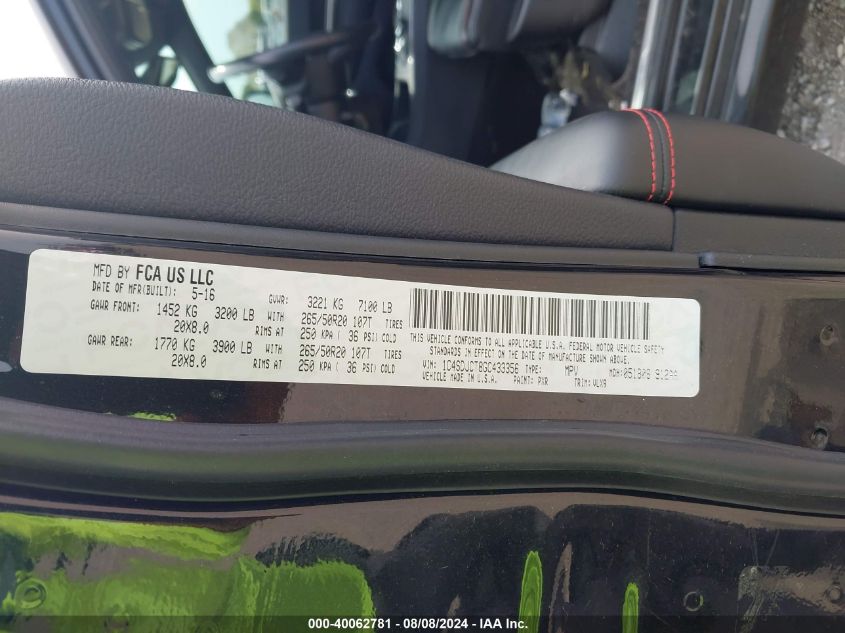 MFD BY FCA US LLC
DATE OF MFR(BUILT): 5-16 GVWR: 3221 KG 7100 LB
GAWR FRONT: 1452 KG 3200 LB WITH 265/50R20 107T TIRES
20X8.0 RIMS AT 250 KPA ( 36 PSI) COLD
GAWR REAR: 1770 KG 3900 LB WITH 265/50R20 107T TIRES
20X8.0 RIMS AT 250 KPA ( 36 PSI) COLD
THIS VEHICLE CONFORMS TO ALL APPLICABLE U.S.A. FEDERAL MOTOR VEHICLE SAFETY
STANDARDS IN EFFECT ON THE DATE OF MANUFACTURE SHOWN ABOVE.
VIN: 1C4SDJCT8GC433356 TYPE: MPV MDH: 051808
VEHICLE MADE IN U.S.A. PAINT: PXR TRIM: VLX9
000-40062781 - 08/08/2024 - IAAI Inc.